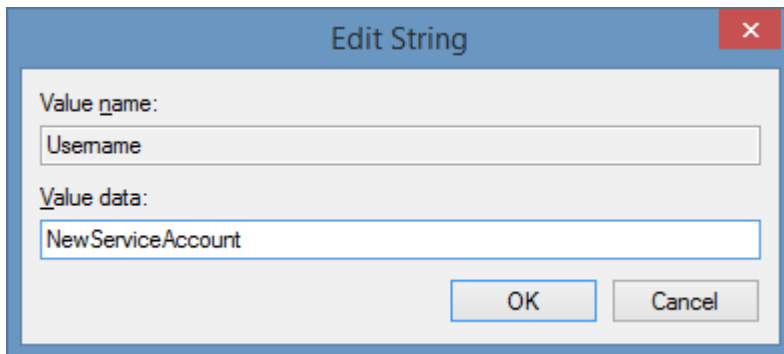 Edit String
Value name:
Username
Value data:
NewServiceAccount
OK Cancel